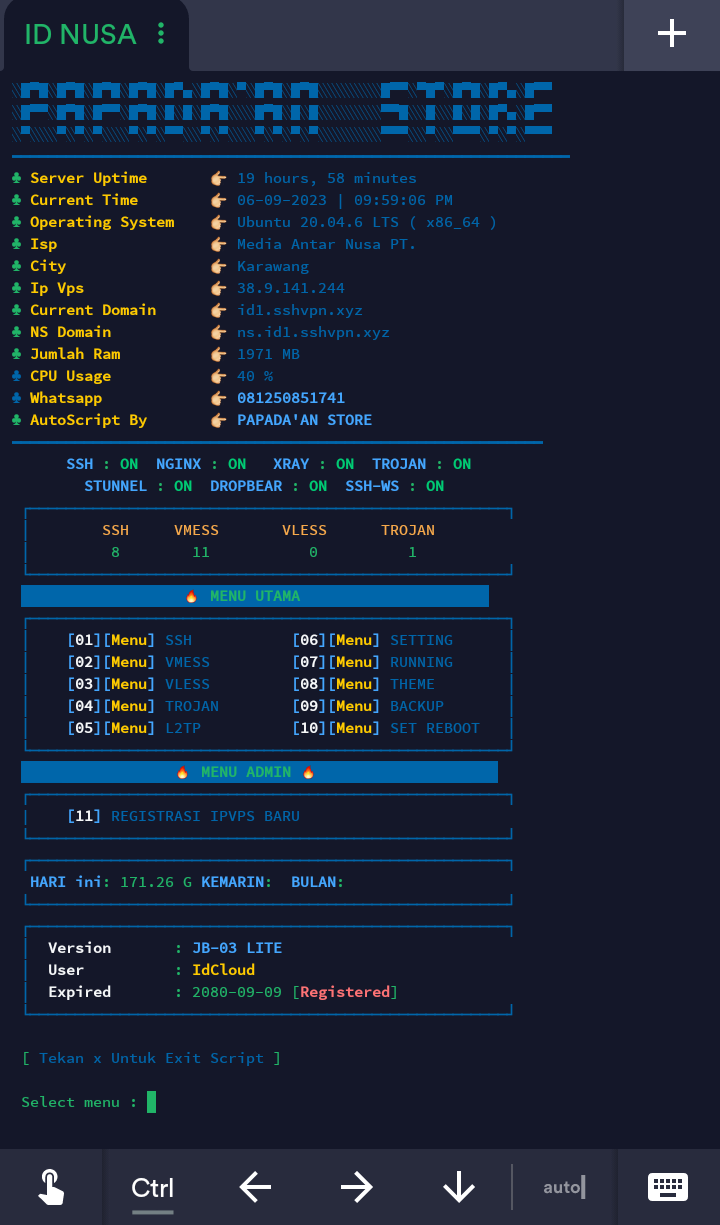 ID NUSA
PAPADA'AN STORE
Server Uptime 19 hours, 58 minutes
Current Time 06-09-2023 | 09:59:06 PM
Operating System Ubuntu 20.04.6 LTS ( x86_64 )
Isp Media Antar Nusa PT.
City Karawang
Ip Vps 38.9.141.244
Current Domain id1.sshvpn.xyz
NS Domain ns.id1.sshvpn.xyz
Jumlah Ram 1971 MB
CPU Usage 40 %
Whatsapp 081250851741
AutoScript By PAPADA'AN STORE
SSH : ON NGINX : ON XRAY : ON TROJAN : ON
STUNNEL : ON DROPBEAR : ON SSH-WS : ON
SSH VMESS VLESS TROJAN
8 11 0 1
MENU UTAMA
[01][Menu] SSH [06][Menu] SETTING
[02][Menu] VMESS [07][Menu] RUNNING
[03][Menu] VLESS [08][Menu] THEME
[04][Menu] TROJAN [09][Menu] BACKUP
[05][Menu] L2TP [10][Menu] SET REBOOT
MENU ADMIN
[11] REGISTRASI IPVPS BARU
HARI ini: 171.26 G KEMARIN: BULAN:
Version : JB-03 LITE
User : IdCloud
Expired : 2080-09-09 [Registered]
[ Tekan x Untuk Exit Script ]
Select menu :
Ctrl
auto